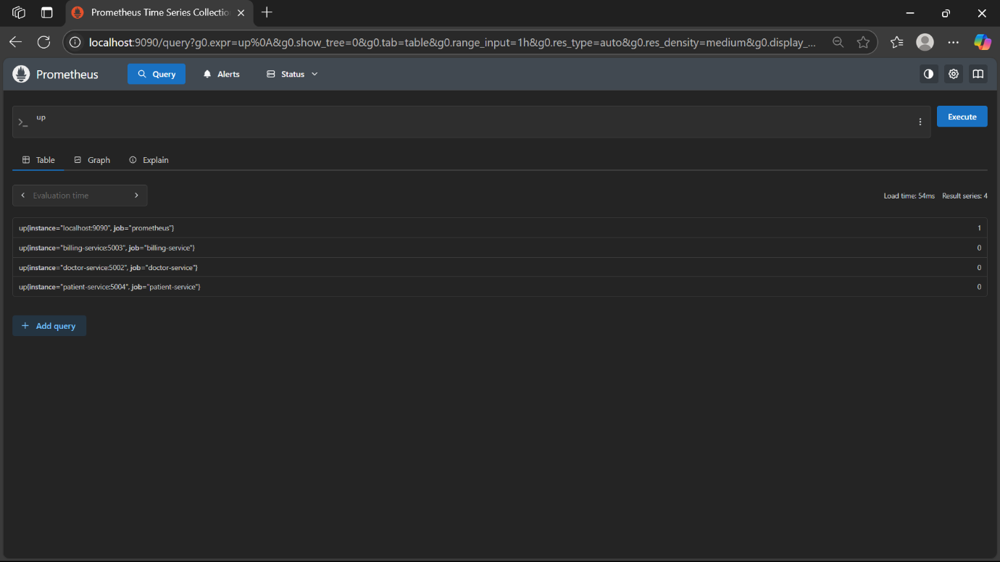 Prometheus Time Series Collectio
localhost:9090/query?g0.expr=up%0A&g0.show_tree=0&g0.tab=table&g0.range_input=1h&g0.res_type=auto&g0.res_density=medium&g0.display_...
Prometheus Query Alerts Status
>_ up Execute
Table Graph Explain
Evaluation time Load time: 54ms Result series: 4
up{instance="localhost:9090", job="prometheus"} 1
up{instance="billing-service:5003", job="billing-service"} 0
up{instance="doctor-service:5002", job="doctor-service"} 0
up{instance="patient-service:5004", job="patient-service"} 0
+ Add query